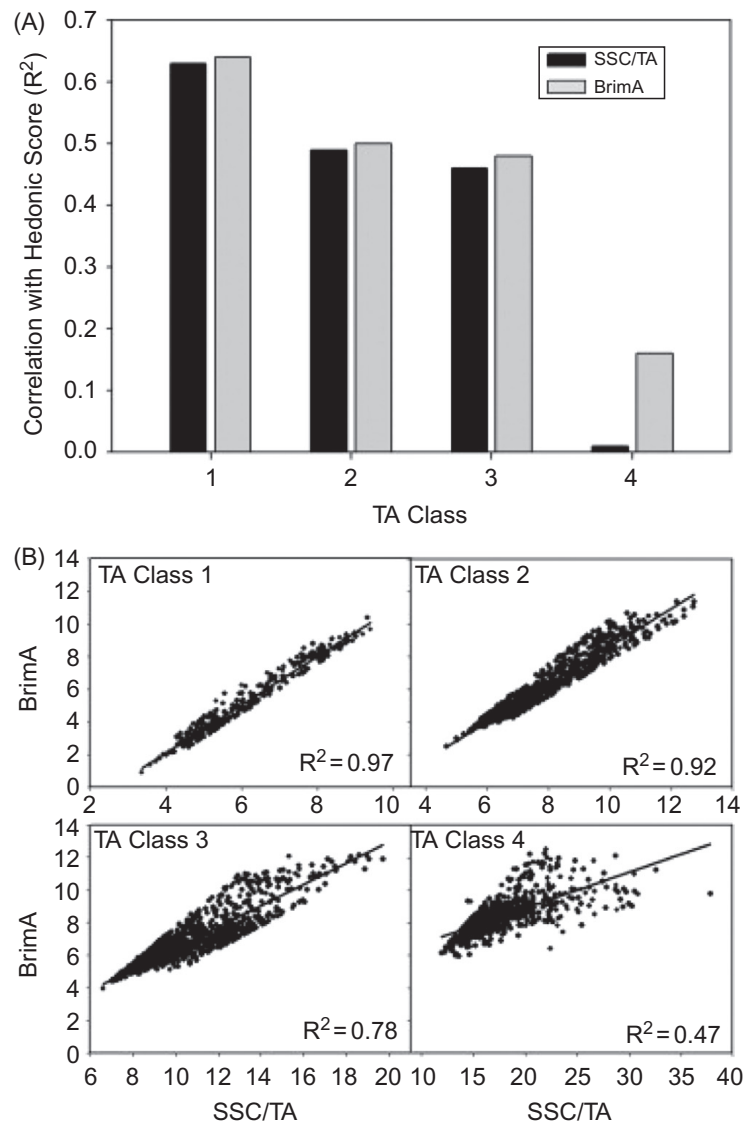 (A)
0.7
0.6
0.5
0.4
0.3
0.2
0.1
0.0
Correlation with Hedonic Score (R²)
SSC/TA
BrimA
1 2 3 4
TA Class
(B)
TA Class 1
14
12
10
8
6
4
2
0
BrimA
R² = 0.97
2 4 6 8 10
TA Class 2
R² = 0.92
4 6 8 10 12 14
TA Class 3
14
12
10
8
6
4
2
0
BrimA
R² = 0.78
6 8 10 12 14 16 18 20
SSC/TA
TA Class 4
R² = 0.47
10 15 20 25 30 35 40
SSC/TA